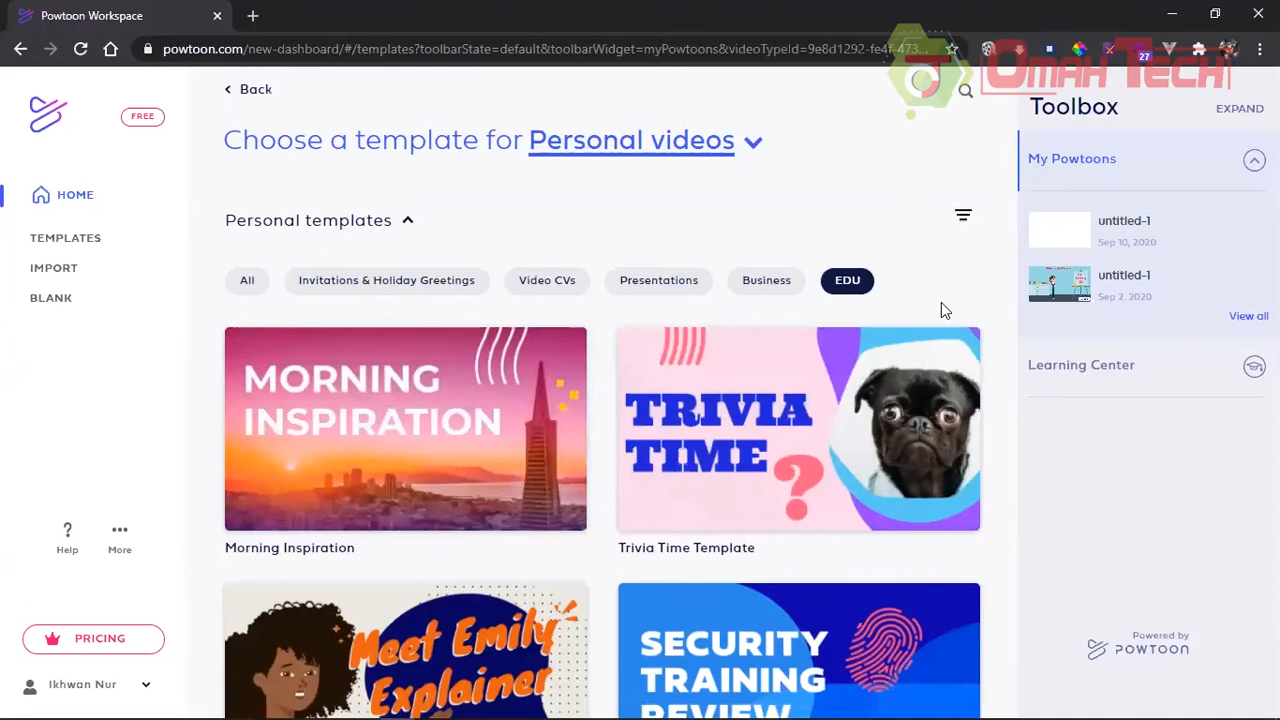 Powtoon Workspace
powtoon.com/new-dashboard/#/templates?toolbarState=default&toolbarWidget=myPowtoons&videoTypeId=9e8d1292-fe4f-473...
27
OMAH TECH
FREE
HOME
TEMPLATES
IMPORT
BLANK
? Help
More
PRICING
Ikhwan Nur
Back
Choose a template for Personal videos
Personal templates
All
Invitations & Holiday Greetings
Video CVs
Presentations
Business
EDU
MORNING
INSPIRATION
Morning Inspiration
TRIVIA
TIME ?
Trivia Time Template
Meet Emily
Explainer
SECURITY
TRAINING
REVIEW
Toolbox
EXPAND
My Powtoons
untitled-1
Sep 10, 2020
untitled-1
Sep 2, 2020
View all
Learning Center
Powered by
POWTOON